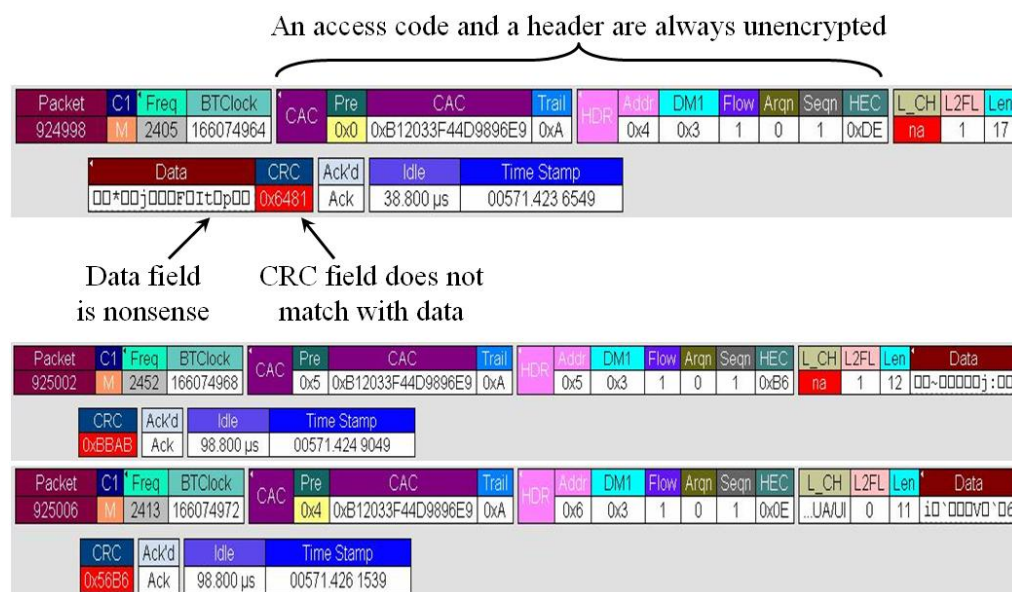 An access code and a header are always unencrypted
Packet C1 Freq BTClock CAC Pre CAC Trail HDR Addr DM1 Flow Arqn Seqn HEC L_CH L2FL Len
924998 M 2405 166074964 0x0 0xB12033F44D9896E9 0xA 0x4 0x3 1 0 1 0xDE na 1 17
Data CRC Ack'd Idle Time Stamp
□□*□□j□□□F□It□p□□ 0x6481 Ack 38.800 µs 00571.423 6549
Data field CRC field does not
is nonsense match with data
Packet C1 Freq BTClock CAC Pre CAC Trail HDR Addr DM1 Flow Arqn Seqn HEC L_CH L2FL Len Data
925002 M 2452 166074968 0x5 0xB12033F44D9896E9 0xA 0x5 0x3 1 0 1 0xB6 na 1 12 □□~□□□□□j:□□
CRC Ack'd Idle Time Stamp
0xBBAB Ack 98.800 µs 00571.424 9049
Packet C1 Freq BTClock CAC Pre CAC Trail HDR Addr DM1 Flow Arqn Seqn HEC L_CH L2FL Len Data
925006 M 2413 166074972 0x4 0xB12033F44D9896E9 0xA 0x6 0x3 1 0 1 0x0E ...UA/UI 0 11 i□`□□□V□`□6
CRC Ack'd Idle Time Stamp
0x56B6 Ack 98.800 µs 00571.426 1539